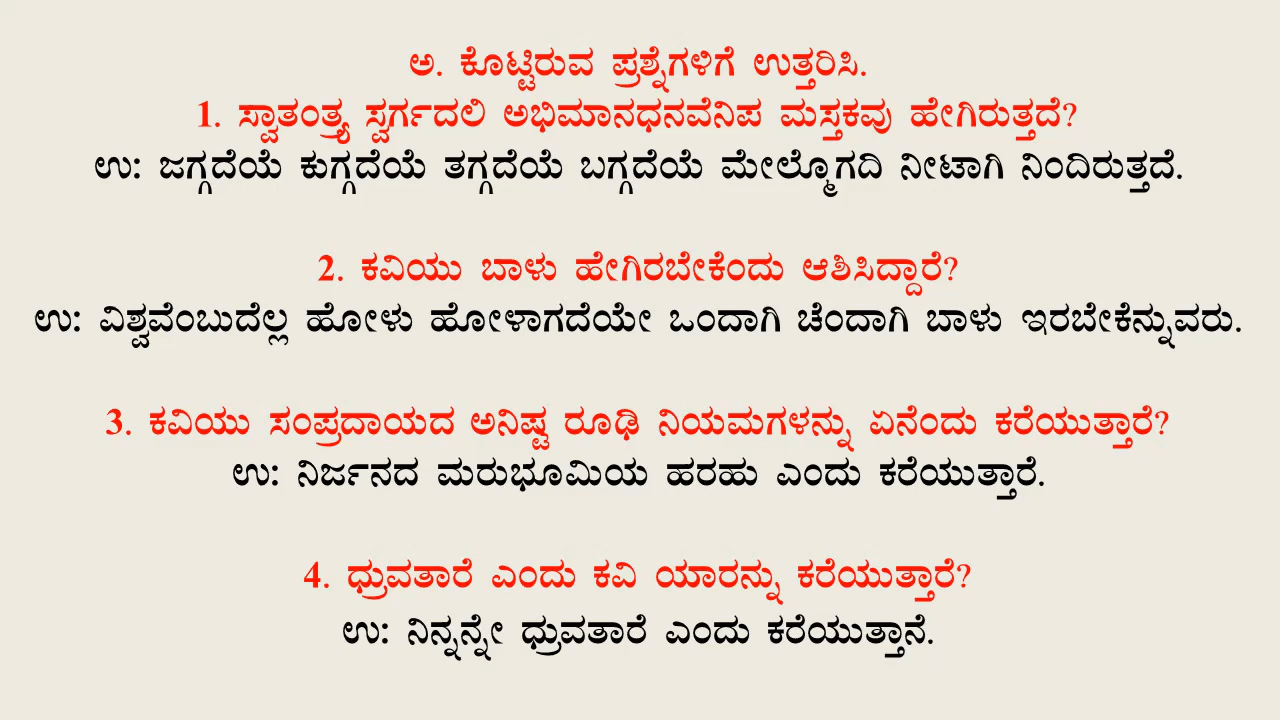 ಅ. ಕೊಟ್ಟಿರುವ ಪ್ರಶ್ನೆಗಳಿಗೆ ಉತ್ತರಿಸಿ.
1. ಸ್ವಾತಂತ್ರ್ಯ ಸ್ವರ್ಗದಲಿ ಅಭಿಮಾನಧನವೆನಿಪ ಮಸ್ತಕವು ಹೇಗಿರುತ್ತದೆ?
ಉ: ಜಗ್ಗದೆಯೆ ಕುಗ್ಗದೆಯೆ ತಗ್ಗದೆಯೆ ಬಗ್ಗದೆಯೆ ಮೇಲ್ಮೊಗದಿ ನೀಟಾಗಿ ನಿಂದಿರುತ್ತದೆ.
2. ಕವಿಯು ಬಾಳು ಹೇಗಿರಬೇಕೆಂದು ಆಶಿಸಿದ್ದಾರೆ?
ಉ: ವಿಶ್ವವೆಂಬುದೆಲ್ಲ ಹೋಳು ಹೋಳಾಗದೆಯೇ ಒಂದಾಗಿ ಚೆಂದಾಗಿ ಬಾಳು ಇರಬೇಕೆನ್ನುವರು.
3. ಕವಿಯು ಸಂಪ್ರದಾಯದ ಅನಿಷ್ಟ ರೂಢಿ ನಿಯಮಗಳನ್ನು ಏನೆಂದು ಕರೆಯುತ್ತಾರೆ?
ಉ: ನಿರ್ಜನದ ಮರುಭೂಮಿಯ ಹರಹು ಎಂದು ಕರೆಯುತ್ತಾರೆ.
4. ಧ್ರುವತಾರೆ ಎಂದು ಕವಿ ಯಾರನ್ನು ಕರೆಯುತ್ತಾರೆ?
ಉ: ನಿನ್ನನ್ನೇ ಧ್ರುವತಾರೆ ಎಂದು ಕರೆಯುತ್ತಾನೆ.